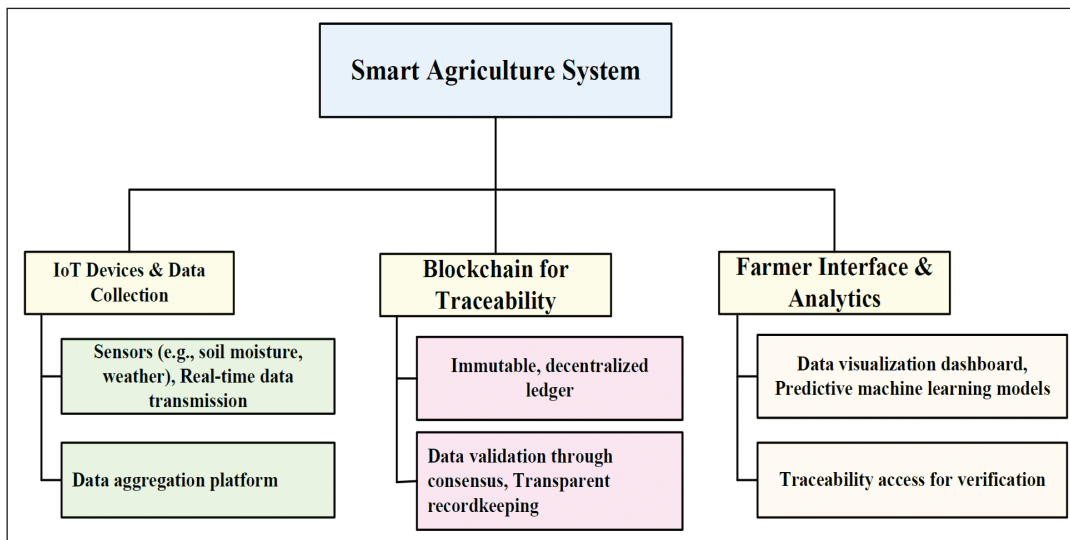 Smart Agriculture System
IoT Devices & Data
Collection
Sensors (e.g., soil moisture,
weather), Real-time data
transmission
Data aggregation platform
Blockchain for
Traceability
Immutable, decentralized
ledger
Data validation through
consensus, Transparent
recordkeeping
Farmer Interface &
Analytics
Data visualization dashboard,
Predictive machine learning models
Traceability access for verification